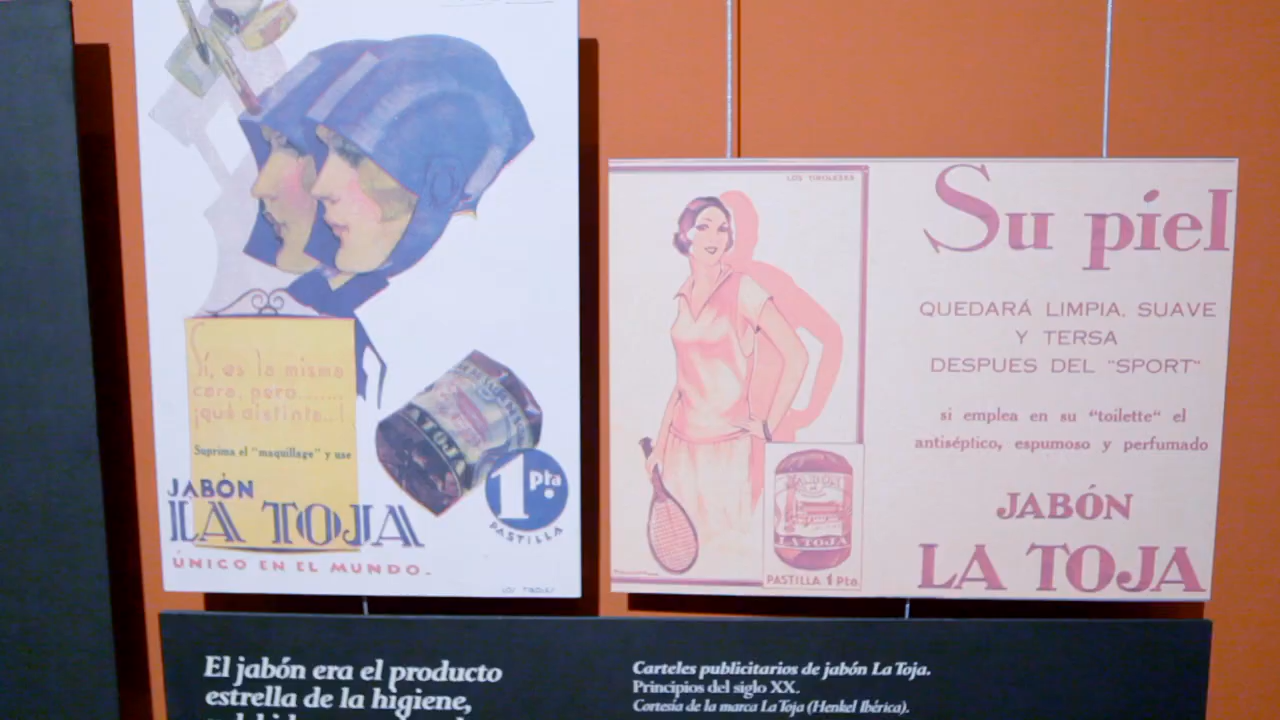 Sí, es la misma
cara, pero........
¡qué distinta...!
Suprima el "maquillage" y use
JABÓN
LA TOJA
ÚNICO EN EL MUNDO.
LA TOJA
1 pta.
PASTILLA
Su piel
QUEDARÁ LIMPIA, SUAVE
Y TERSA
DESPUES DEL "SPORT"
si emplea en su "toilette" el
antiséptico, espumoso y perfumado
JABÓN
LA TOJA
LA TOJA
PASTILLA 1 Pta.
El jabón era el producto
estrella de la higiene,
Carteles publicitarios de jabón La Toja.
Principios del siglo XX.
Cortesía de la marca La Toja (Henkel Ibérica).